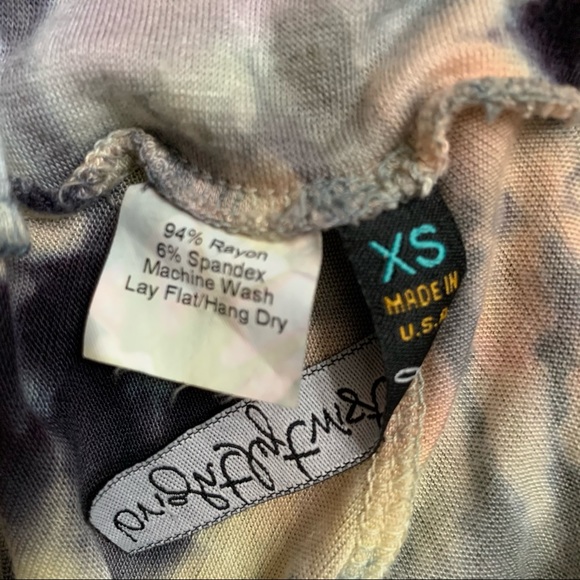 94% Rayon
6% Spandex
Machine Wash
Lay Flat/Hang Dry
XS
MADE IN
U.S.A